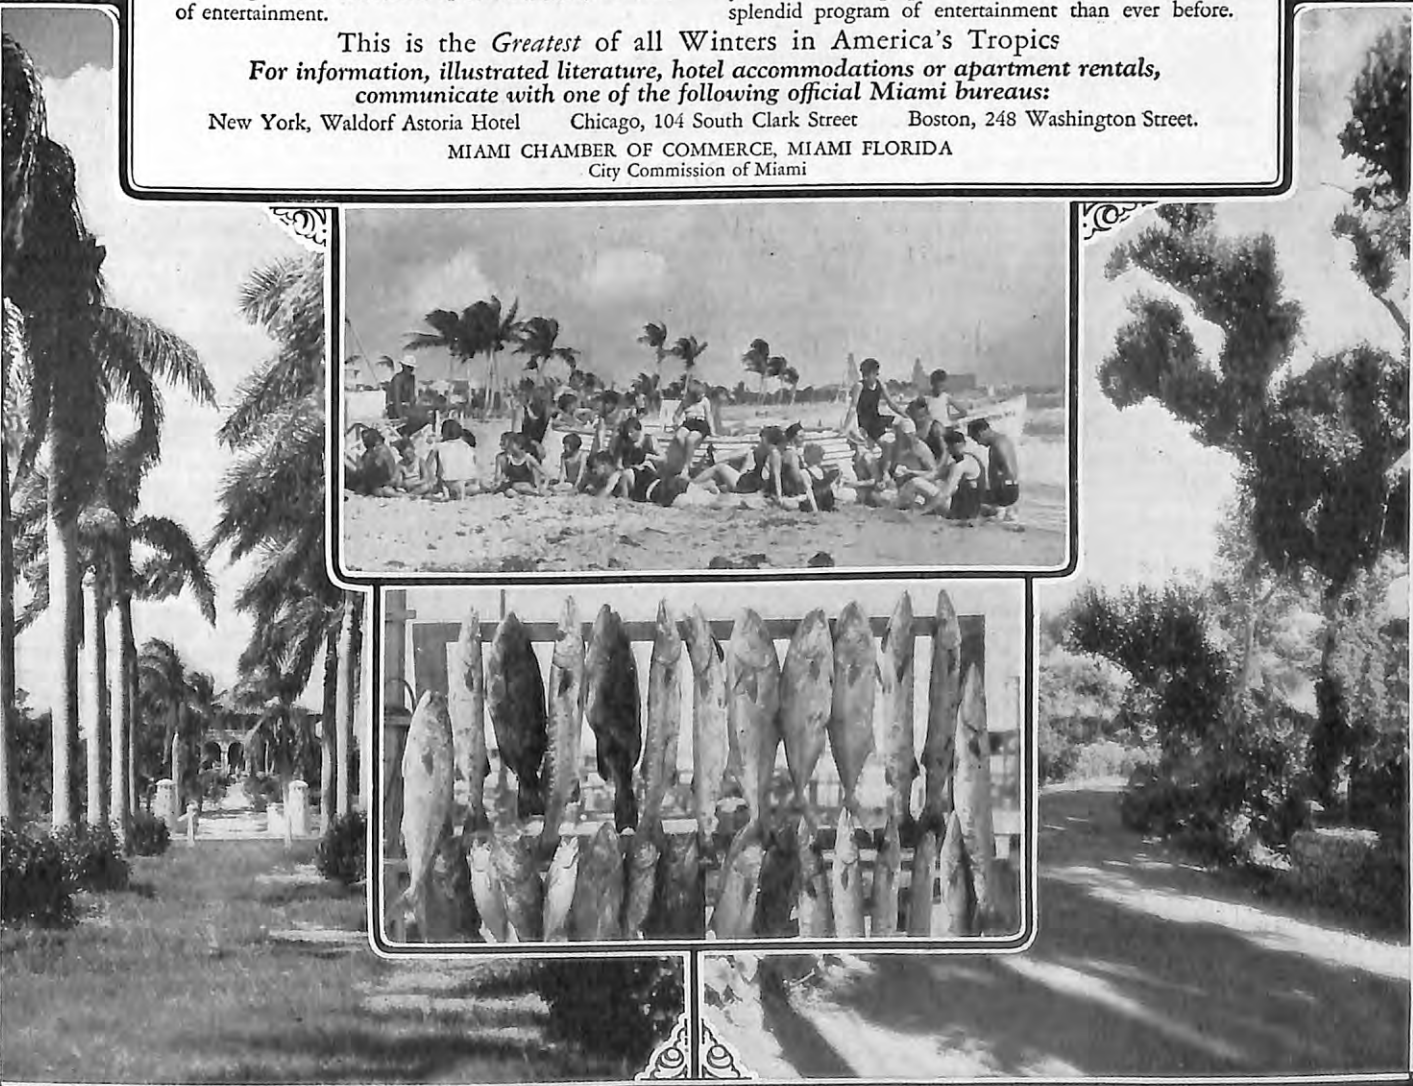 of entertainment.
splendid program of entertainment than ever before.
This is the Greatest of all Winters in America's Tropics
For information, illustrated literature, hotel accommodations or apartment rentals,
communicate with one of the following official Miami bureaus:
New York, Waldorf Astoria Hotel Chicago, 104 South Clark Street Boston, 248 Washington Street.
MIAMI CHAMBER OF COMMERCE, MIAMI FLORIDA
City Commission of Miami